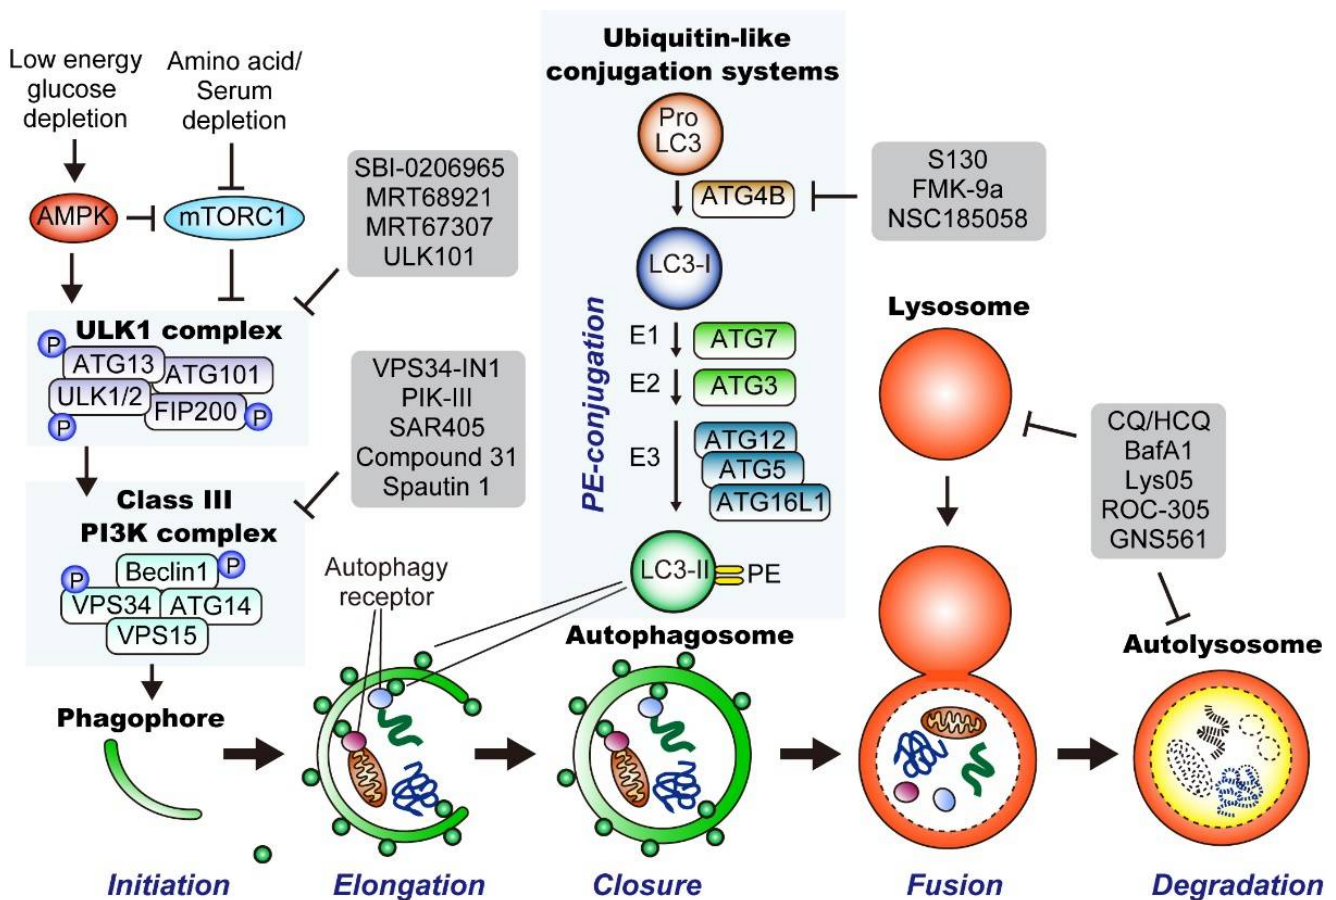 Low energy
glucose
depletion
Amino acid/
Serum
depletion
AMPK
mTORC1
SBI-0206965
MRT68921
MRT67307
ULK101
ULK1 complex
P
ATG13
ATG101
ULK1/2
FIP200
P
P
VPS34-IN1
PIK-III
SAR405
Compound 31
Spautin 1
Class III
PI3K complex
P
Beclin1
P
VPS34
ATG14
VPS15
Phagophore
Autophagy
receptor
Ubiquitin-like
conjugation systems
Pro
LC3
ATG4B
S130
FMK-9a
NSC185058
LC3-I
PE-conjugation
E1
ATG7
E2
ATG3
E3
ATG12
ATG5
ATG16L1
LC3-II
PE
Autophagosome
Lysosome
CQ/HCQ
BafA1
Lys05
ROC-305
GNS561
Autolysosome
Initiation
Elongation
Closure
Fusion
Degradation